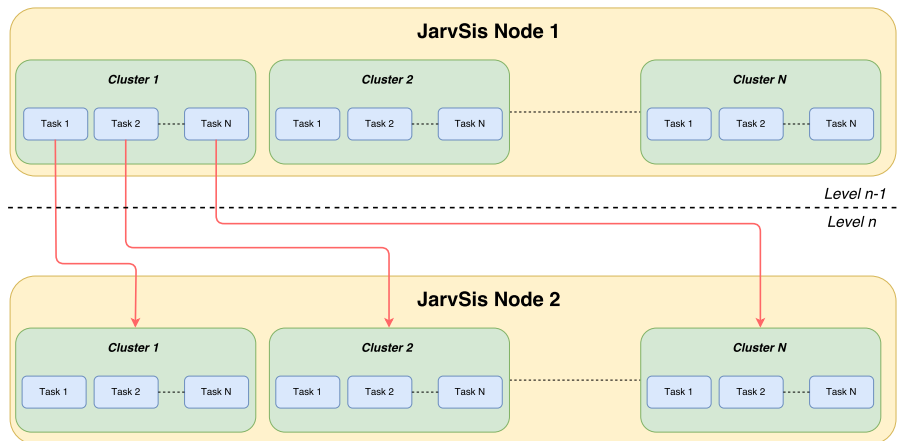 JarvSis Node 1
Cluster 1
Cluster 2
Cluster N
Task 1
Task 2
Task N
Task 1
Task 2
Task N
Task 1
Task 2
Task N
Level n-1
Level n
JarvSis Node 2
Cluster 1
Cluster 2
Cluster N
Task 1
Task 2
Task N
Task 1
Task 2
Task N
Task 1
Task 2
Task N